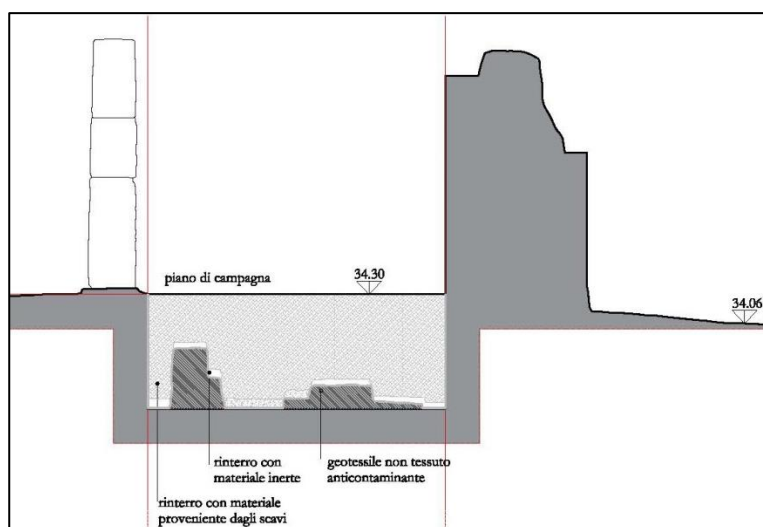 piano di campagna
34.30
34.06
rinterro con
materiale inerte
geotessile non tessuto
anticontaminante
rinterro con materiale
proveniente dagli scavi